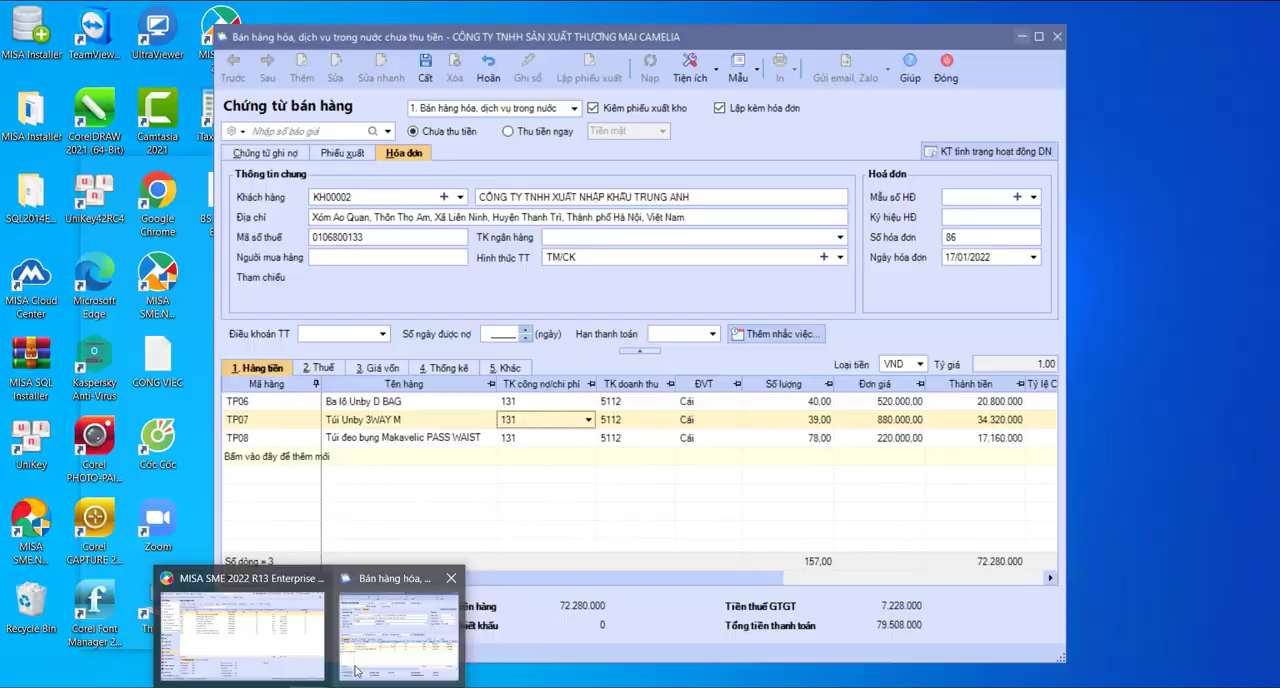 MISA Installer
TeamView...
UltraViewer
MIS
Bán hàng hóa, dịch vụ trong nước chưa thu tiền - CÔNG TY TNHH SẢN XUẤT THƯƠNG MẠI CAMELIA
Trước Sau Thêm Sửa Sửa nhanh Cất Xóa Hoãn Ghi sổ Lập phiếu xuất Nạp Tiện ích Mẫu In Gửi email, Zalo Giúp Đóng
MISA Installer
CorelDRAW 2021 (64-Bit)
Camtasia 2021
iTax
Chứng từ bán hàng
1. Bán hàng hóa, dịch vụ trong nước
Kiêm phiếu xuất kho
Lập kèm hóa đơn
Nhập số báo giá
Chưa thu tiền
Thu tiền ngay
Tiền mặt
Chứng từ ghi nợ Phiếu xuất Hóa đơn
KT tình trạng hoạt động DN
Thông tin chung
Khách hàng KH00002 CÔNG TY TNHH XUẤT NHẬP KHẨU TRUNG ANH
Địa chỉ Xóm Ao Quan, Thôn Thọ Am, Xã Liên Ninh, Huyện Thanh Trì, Thành phố Hà Nội, Việt Nam
Mã số thuế 0106800133 TK ngân hàng
Người mua hàng Hình thức TT TM/CK
Tham chiếu
Hoá đơn
Mẫu số HĐ
Ký hiệu HĐ
Số hóa đơn 86
Ngày hóa đơn 17/01/2022
SQL2014E...
UniKey42RC4
Google Chrome
BS
MISA Cloud Center
Microsoft Edge
MISA SME.N...
Điều khoản TT Số ngày được nợ (ngày) Hạn thanh toán Thêm nhắc việc...
1. Hàng tiền 2. Thuế 3. Giá vốn 4. Thống kê 5. Khác
Loại tiền VND Tỷ giá 1,00
Mã hàng Tên hàng TK công nợ/chi phí TK doanh thu ĐVT Số lượng Đơn giá Thành tiền Tỷ lệ C
TP06 Ba lô Unby D BAG 131 5112 Cái 40,00 520.000,00 20.800.000
TP07 Túi Unby 3WAY M 131 5112 Cái 39,00 880.000,00 34.320.000
TP08 Túi đeo bụng Makavelic PASS WAIST 131 5112 Cái 78,00 220.000,00 17.160.000
Bấm vào đây để thêm mới
Số dòng = 3 157,00 72.280.000
MISA SQL Installer
Kaspersky Anti-Virus
CONG VIEC
UniKey
Corel PHOTO-PAI...
Cốc Cốc
MISA SME.N...
Corel CAPTURE 2...
Zoom
Recycle Bin
Corel Font Manager 2...
MISA SME 2022 R13 Enterprise ...
Bán hàng hóa, ...
72.280.000
0
Tiền thuế GTGT 7.228.000
Tổng tiền thanh toán 79.508.000